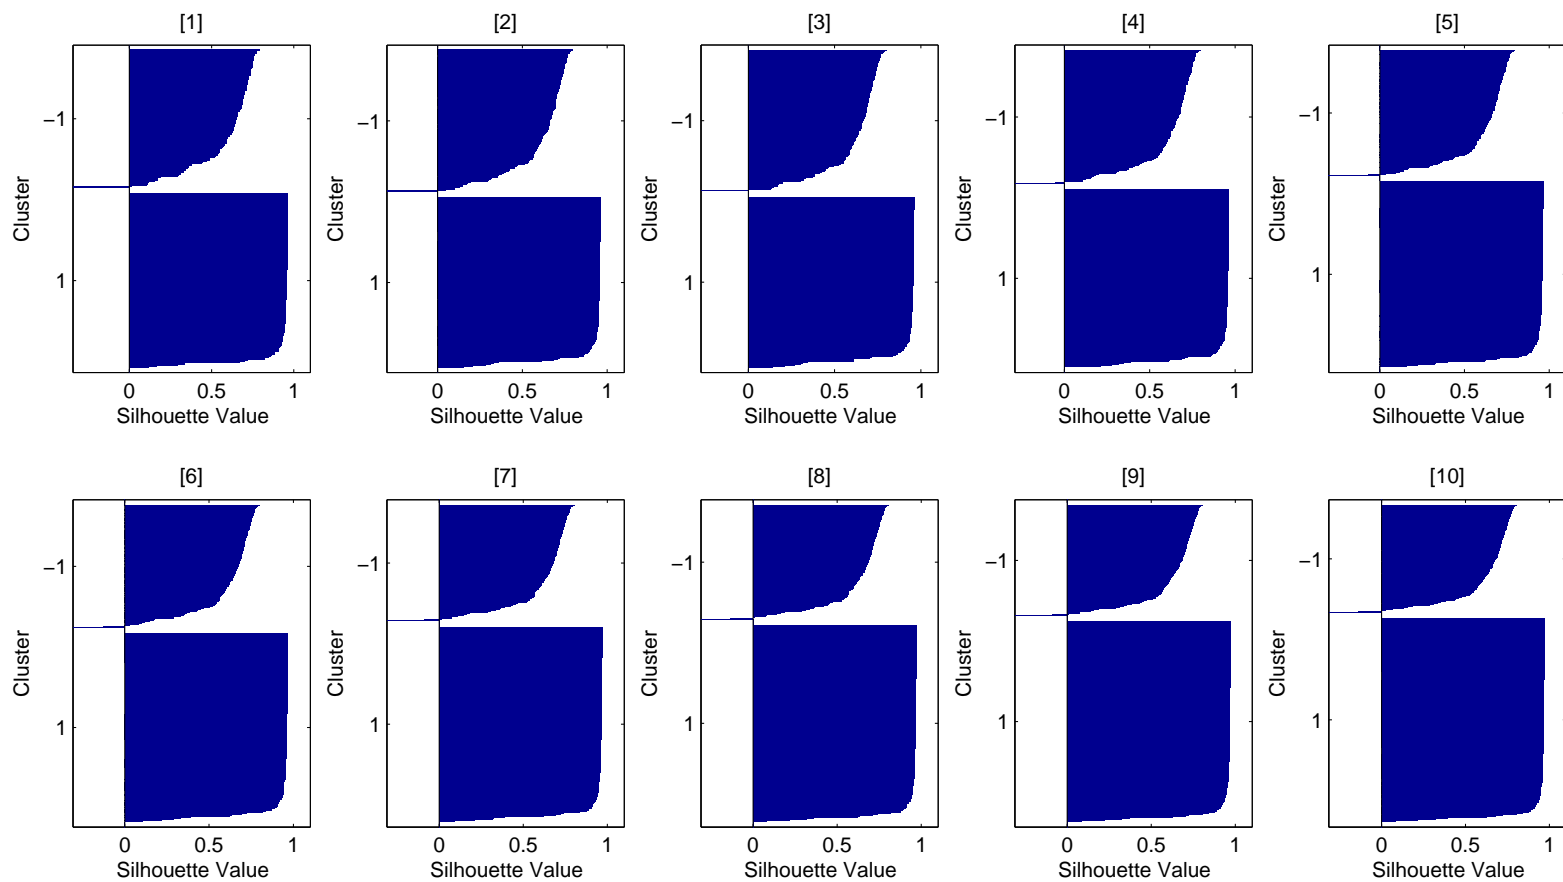 [1] [2] [3] [4] [5]
Cluster Cluster Cluster Cluster Cluster
−1 −1 −1 −1 −1
1 1 1 1 1
0 0.5 1 0 0.5 1 0 0.5 1 0 0.5 1 0 0.5 1
Silhouette Value Silhouette Value Silhouette Value Silhouette Value Silhouette Value
[6] [7] [8] [9] [10]
Cluster Cluster Cluster Cluster Cluster
−1 −1 −1 −1 −1
1 1 1 1 1
0 0.5 1 0 0.5 1 0 0.5 1 0 0.5 1 0 0.5 1
Silhouette Value Silhouette Value Silhouette Value Silhouette Value Silhouette Value